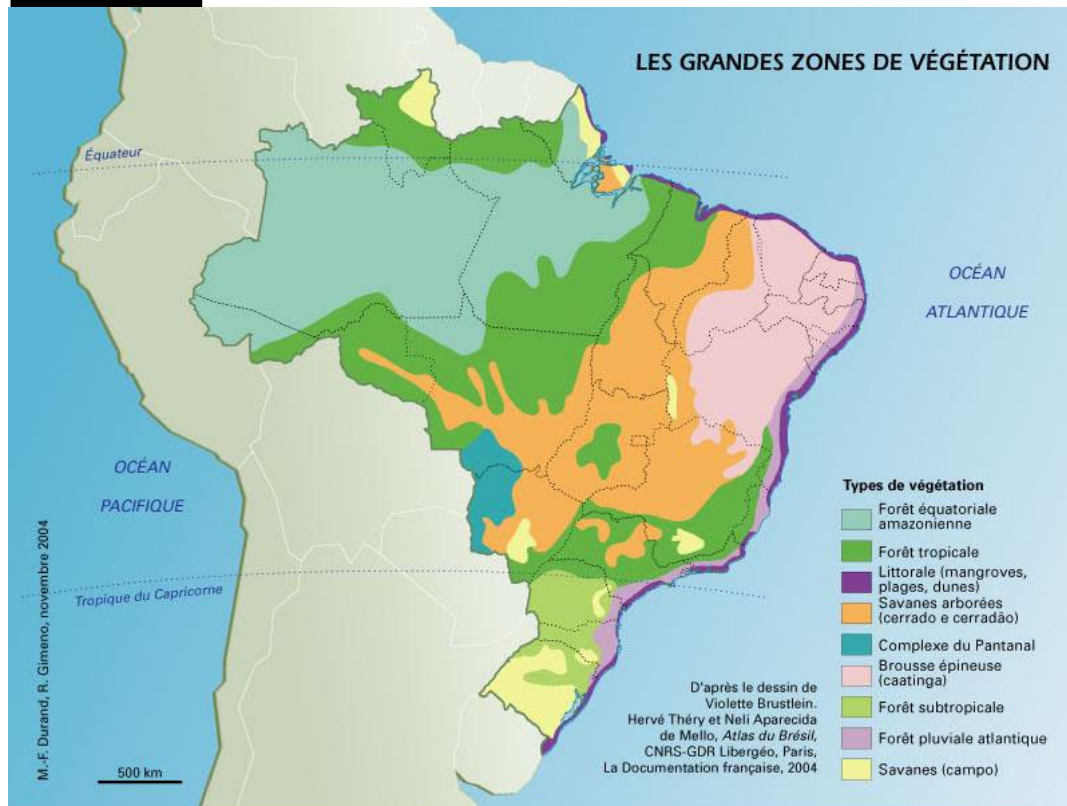 LES GRANDES ZONES DE VÉGÉTATION
Équateur
OCÉAN
ATLANTIQUE
OCÉAN
PACIFIQUE
Tropique du Capricorne
M.-F. Durand, R. Gimeno, novembre 2004
500 km
D'après le dessin de
Violette Brustlein.
Hervé Théry et Neli Aparecida
de Mello, Atlas du Brésil,
CNRS-GDR Libergéo, Paris,
La Documentation française, 2004
Types de végétation
Forêt équatoriale
amazonienne
Forêt tropicale
Littorale (mangroves,
plages, dunes)
Savanes arborées
(cerrado e cerradão)
Complexe du Pantanal
Brousse épineuse
(caatinga)
Forêt subtropicale
Forêt pluviale atlantique
Savanes (campo)